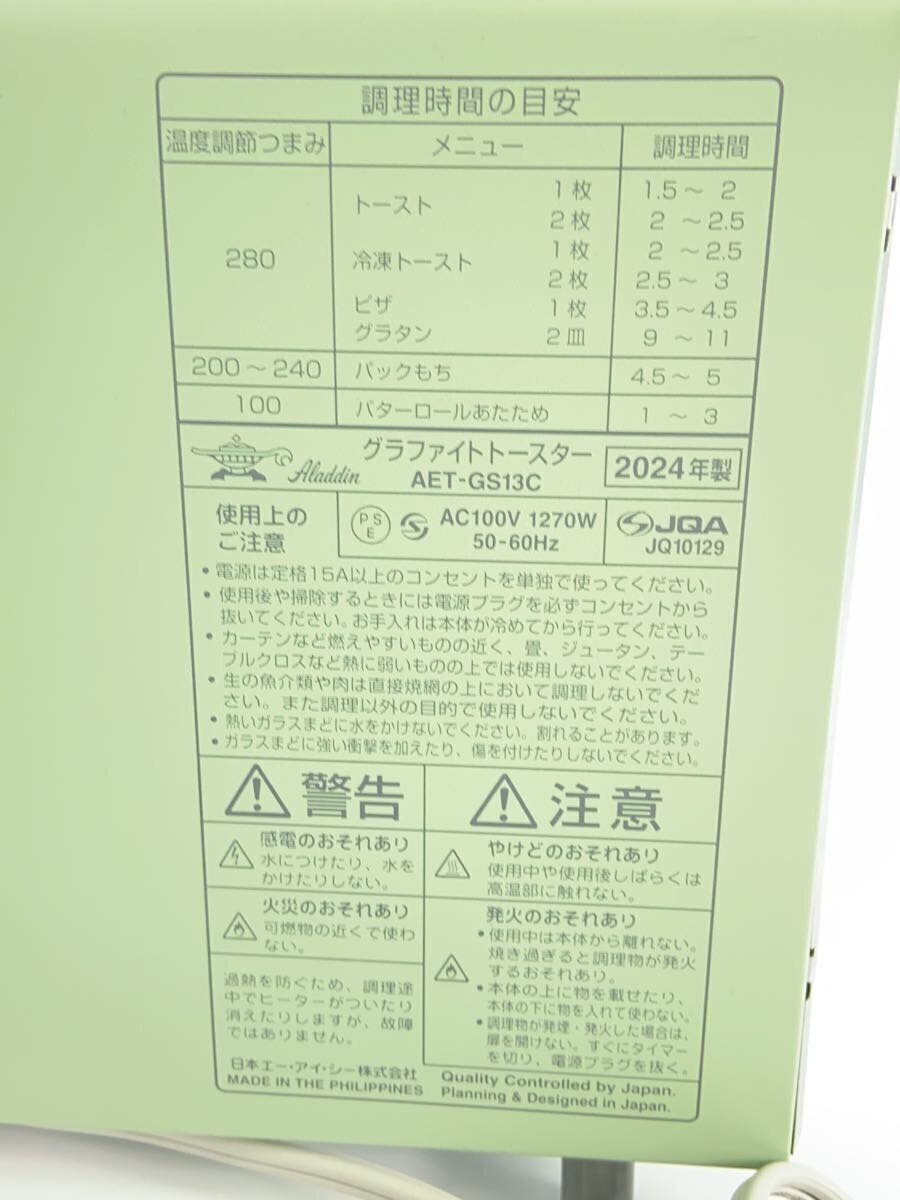 調理時間の目安
温度調節つまみ メニュー 調理時間
280 トースト 1枚 1.5～ 2
2枚 2 ～2.5
冷凍トースト 1枚 2 ～2.5
2枚 2.5～ 3
ピザ 1枚 3.5～4.5
グラタン 2皿 9 ～11
200～240 パックもち 4.5～ 5
100 バターロールあたため 1 ～ 3
Aladdin グラファイトトースター
AET-GS13C
2024年製
使用上の
ご注意
PSE AC100V 1270W
50-60Hz
JQA
JQ10129
•電源は定格15A以上のコンセントを単独で使ってください。
•使用後や掃除するときには電源プラグを必ずコンセントから
抜いてください。お手入れは本体が冷めてから行ってください。
•カーテンなど燃えやすいものの近く、畳、ジュータン、テー
ブルクロスなど熱に弱いものの上では使用しないでください。
•生の魚介類や肉は直接焼網の上において調理しないでくだ
さい。また調理以外の目的で使用しないでください。
•熱いガラスまどに水をかけないでください。割れることがあります。
•ガラスまどに強い衝撃を加えたり、傷を付けたりしないでください。
警告
感電のおそれあり
水につけたり、水を
かけたりしない。
火災のおそれあり
可燃物の近くで使わ
ない。
過熱を防ぐため、調理途
中でヒーターがついたり
消えたりしますが、故障
ではありません。
注意
やけどのおそれあり
使用中や使用後しばらくは
高温部に触れない。
発火のおそれあり
•使用中は本体から離れない。
焼き過ぎると調理物が発火
するおそれあり。
•本体の上に物を載せたり、
本体の下に物を入れて使わない。
•調理物が発煙・発火した場合は、
扉を開けない。すぐにタイマー
を切り、電源プラグを抜く。
日本エー・アイ・シー株式会社
MADE IN THE PHILIPPINES
Quality Controlled by Japan.
Planning & Designed in Japan.